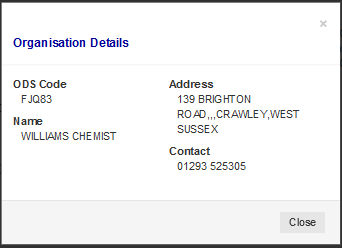 ×
Organisation Details
ODS Code
FJQ83
Name
WILLIAMS CHEMIST
Address
139 BRIGHTON
ROAD,,,CRAWLEY,WEST
SUSSEX
Contact
01293 525305
Close